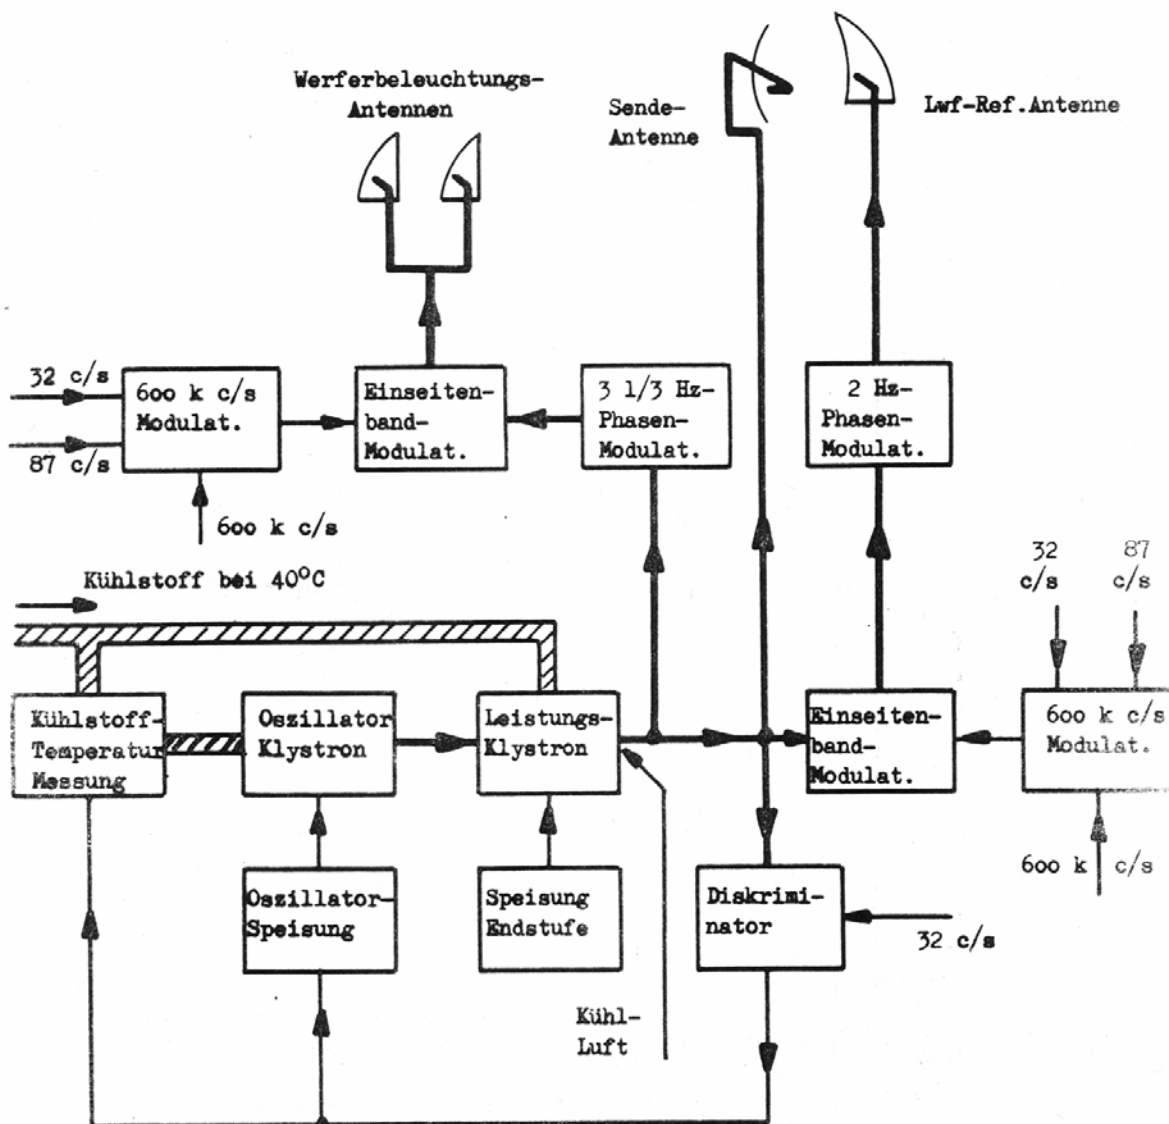 Werferbeleuchtungs-
Antennen
Sende-
Antenne
Lwf-Ref.Antenne
32 c/s
87 c/s
600 k c/s
Modulat.
600 k c/s
Einseiten-
band-
Modulat.
3 1/3 Hz-
Phasen-
Modulat.
2 Hz-
Phasen-
Modulat.
Kühlstoff bei 40°C
32
c/s
87
c/s
Kühlstoff-
Temperatur
Messung
Oszillator
Klystron
Leistungs-
Klystron
Einseiten-
band-
Modulat.
600 k c/s
Modulat.
600 k c/s
Oszillator-
Speisung
Speisung
Endstufe
Diskrimi-
nator
32 c/s
Kühl-
Luft